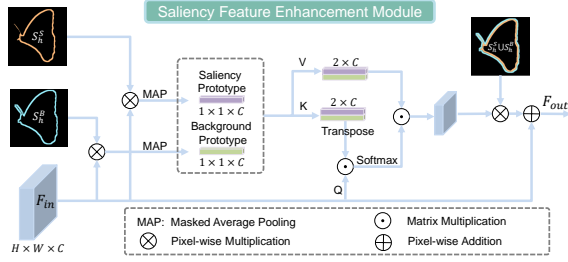 Saliency Feature Enhancement Module
S_h^S
S_h^B
F_in
H × W × C
MAP
MAP
Saliency
Prototype
1 × 1 × C
Background
Prototype
1 × 1 × C
V
K
Q
2 × C
2 × C
Transpose
Softmax
S_h^S∪S_h^B
F_out
MAP: Masked Average Pooling
Pixel-wise Multiplication
Matrix Multiplication
Pixel-wise Addition